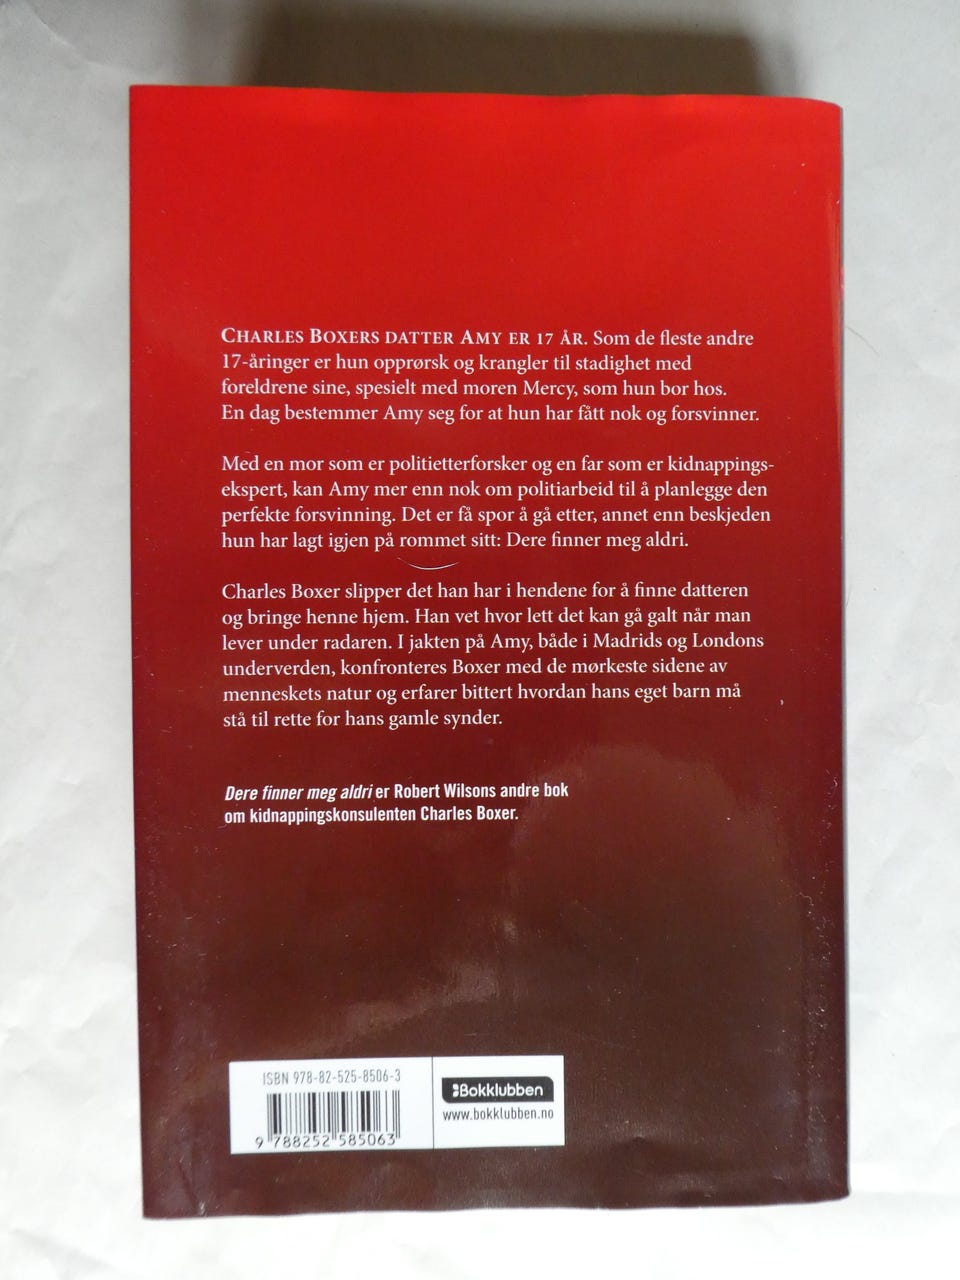 CHARLES BOXERS DATTER AMY ER 17 ÅR. Som de fleste andre
17-åringer er hun opprørsk og krangler til stadighet med
foreldrene sine, spesielt med moren Mercy, som hun bor hos.
En dag bestemmer Amy seg for at hun har fått nok og forsvinner.
Med en mor som er politietterforsker og en far som er kidnappings-
ekspert, kan Amy mer enn nok om politiarbeid til å planlegge den
perfekte forsvinning. Det er få spor å gå etter, annet enn beskjeden
hun har lagt igjen på rommet sitt: Dere finner meg aldri.
Charles Boxer slipper det han har i hendene for å finne datteren
og bringe henne hjem. Han vet hvor lett det kan gå galt når man
lever under radaren. I jakten på Amy, både i Madrids og Londons
underverden, konfronteres Boxer med de mørkeste sidene av
menneskets natur og erfarer bittert hvordan hans eget barn må
stå til rette for hans gamle synder.
Dere finner meg aldri er Robert Wilsons andre bok
om kidnappingskonsulenten Charles Boxer.
ISBN 978-82-525-8506-3
9 788252 585063
Bokklubben
www.bokklubben.no